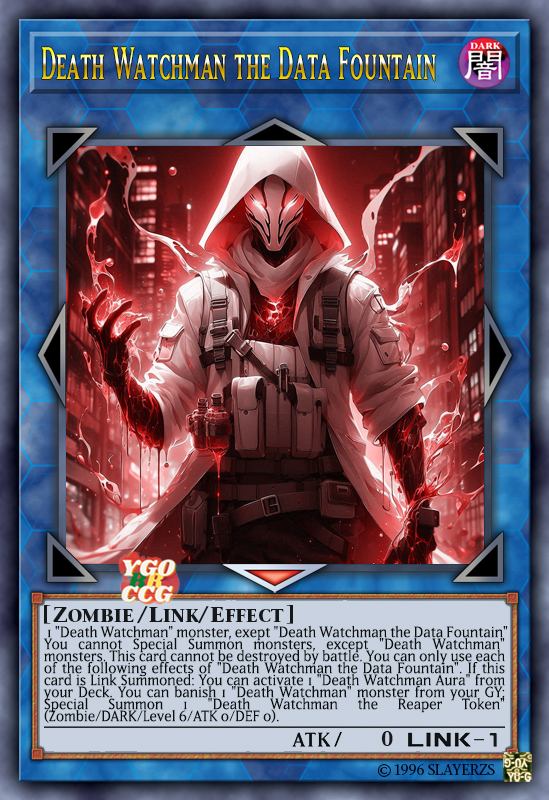 Death Watchman the Data Fountain
DARK
闇
YGO
RR
CCG
[Zombie/Link/Effect]
1 "Death Watchman" monster, exept "Death Watchman the Data Fountain"
You cannot Special Summon monsters, except "Death Watchman"
monsters. This card cannot be destroyed by battle. You can only use each
of the following effects of "Death Watchman the Data Fountain". If this
card is Link Summoned: You can activate 1 "Death Watchman Aura" from
your Deck. You can banish 1 "Death Watchman" monster from your GY;
Special Summon 1 "Death Watchman the Reaper Token"
(Zombie/DARK/Level 6/ATK 0/DEF 0).
ATK/ 0 LINK-1
© 1996 SLAYERZS
YU-G